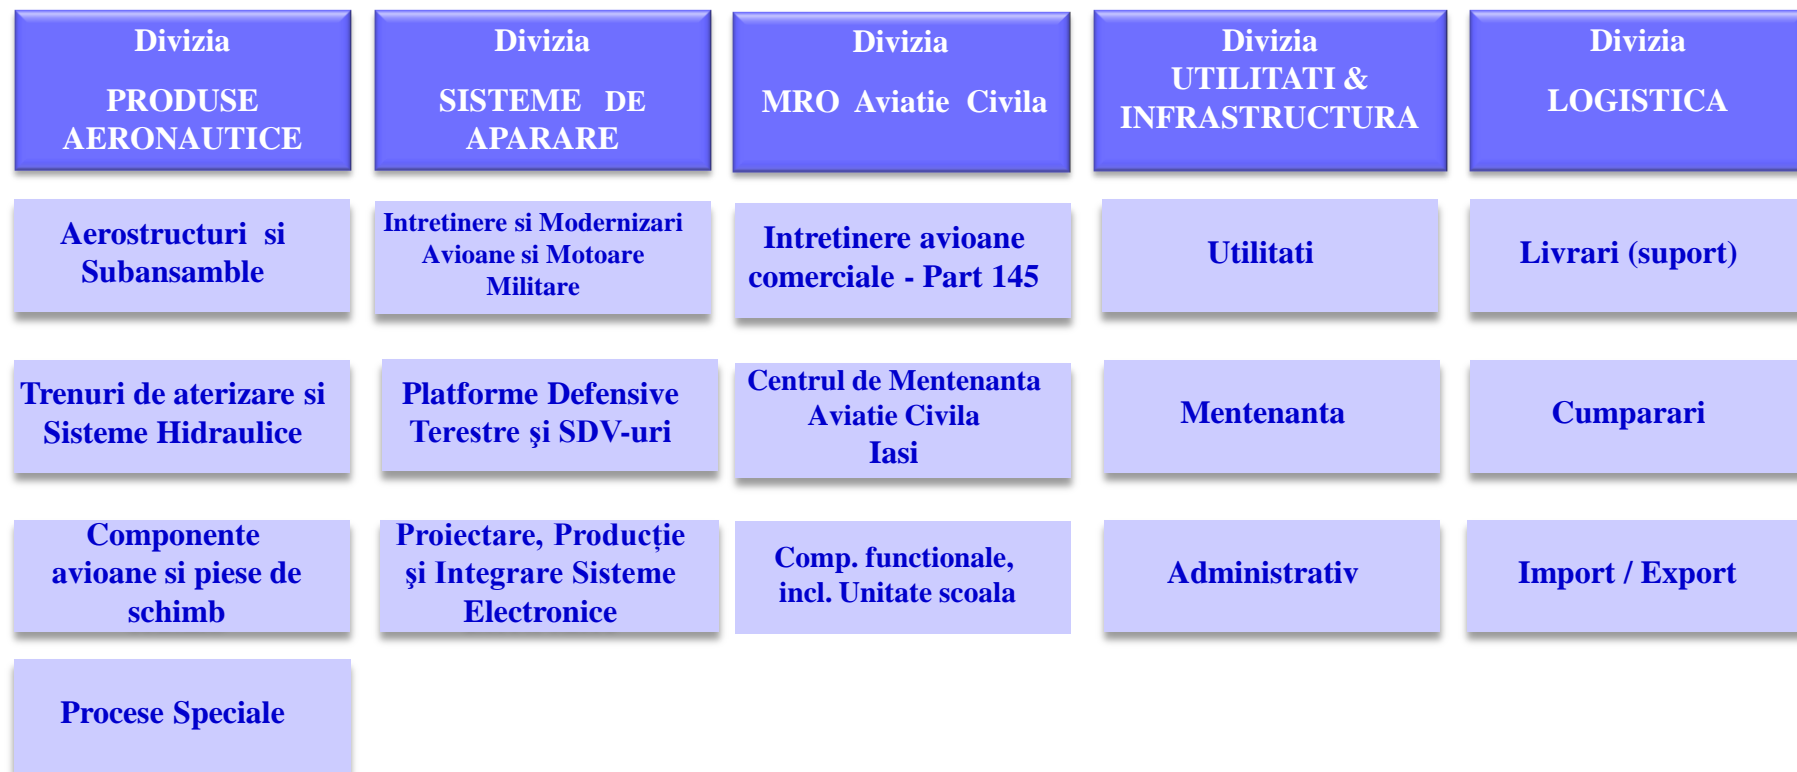 Divizia
PRODUSE
AERONAUTICE
Aerostructuri si
Subansamble
Trenuri de aterizare si
Sisteme Hidraulice
Componente
avioane si piese de
schimb
Procese Speciale
Divizia
SISTEME DE
APARARE
Intretinere si Modernizari
Avioane si Motoare
Militare
Platforme Defensive
Terestre şi SDV-uri
Proiectare, Producție
şi Integrare Sisteme
Electronice
Divizia
MRO Aviatie Civila
Intretinere avioane
comerciale - Part 145
Centrul de Mentenanta
Aviatie Civila
Iasi
Comp. functionale,
incl. Unitate scoala
Divizia
UTILITATI &
INFRASTRUCTURA
Utilitati
Mentenanta
Administrativ
Divizia
LOGISTICA
Livrari (suport)
Cumparari
Import / Export